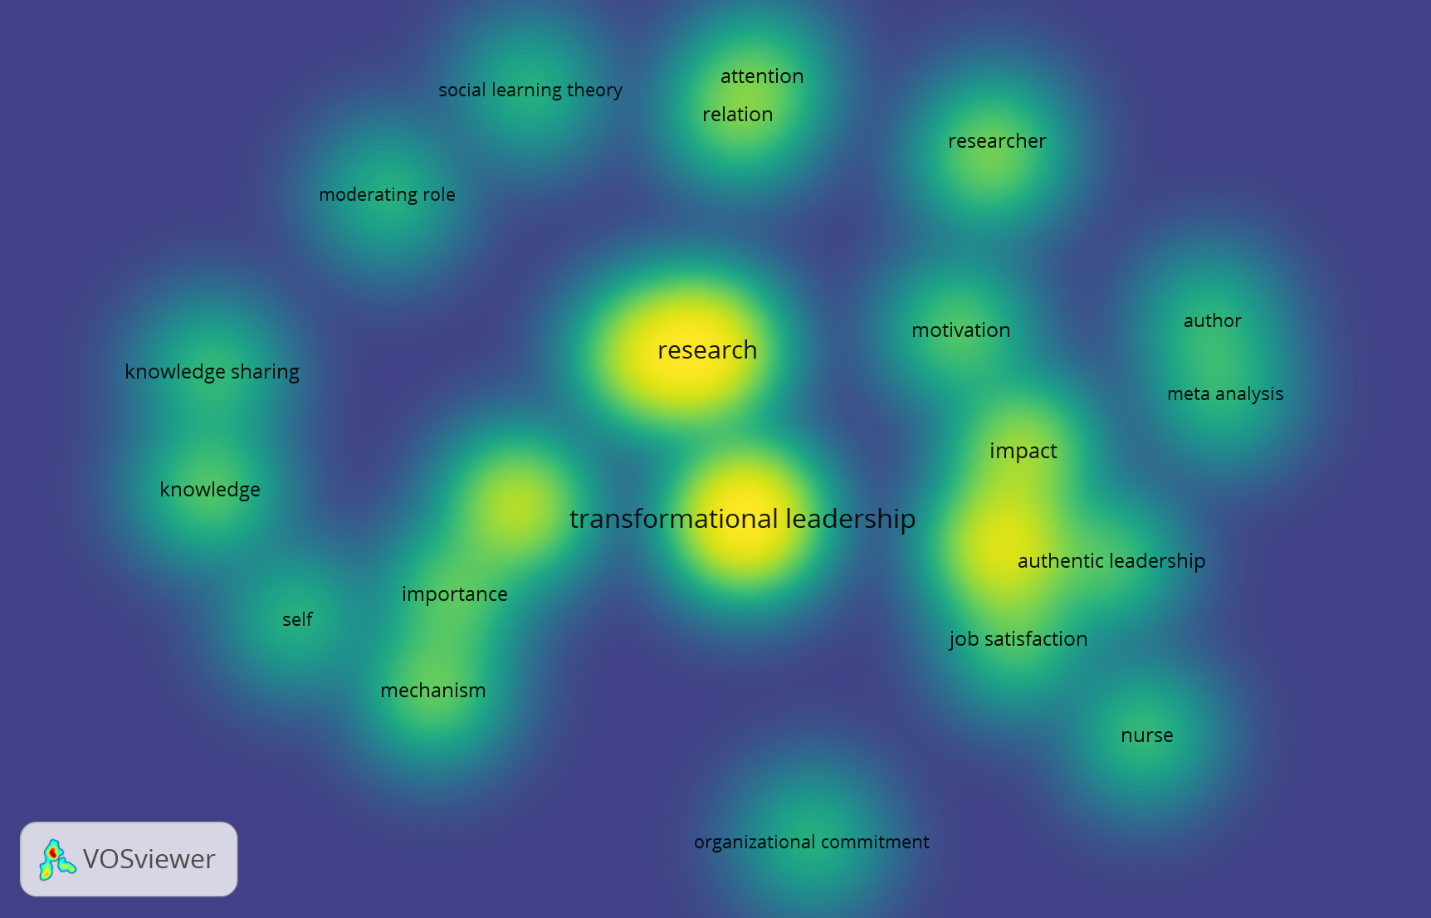 attention
social learning theory
relation
researcher
moderating role
author
motivation
research
knowledge sharing
meta analysis
impact
knowledge
transformational leadership
authentic leadership
importance
self
job satisfaction
mechanism
nurse
organizational commitment
VOSviewer